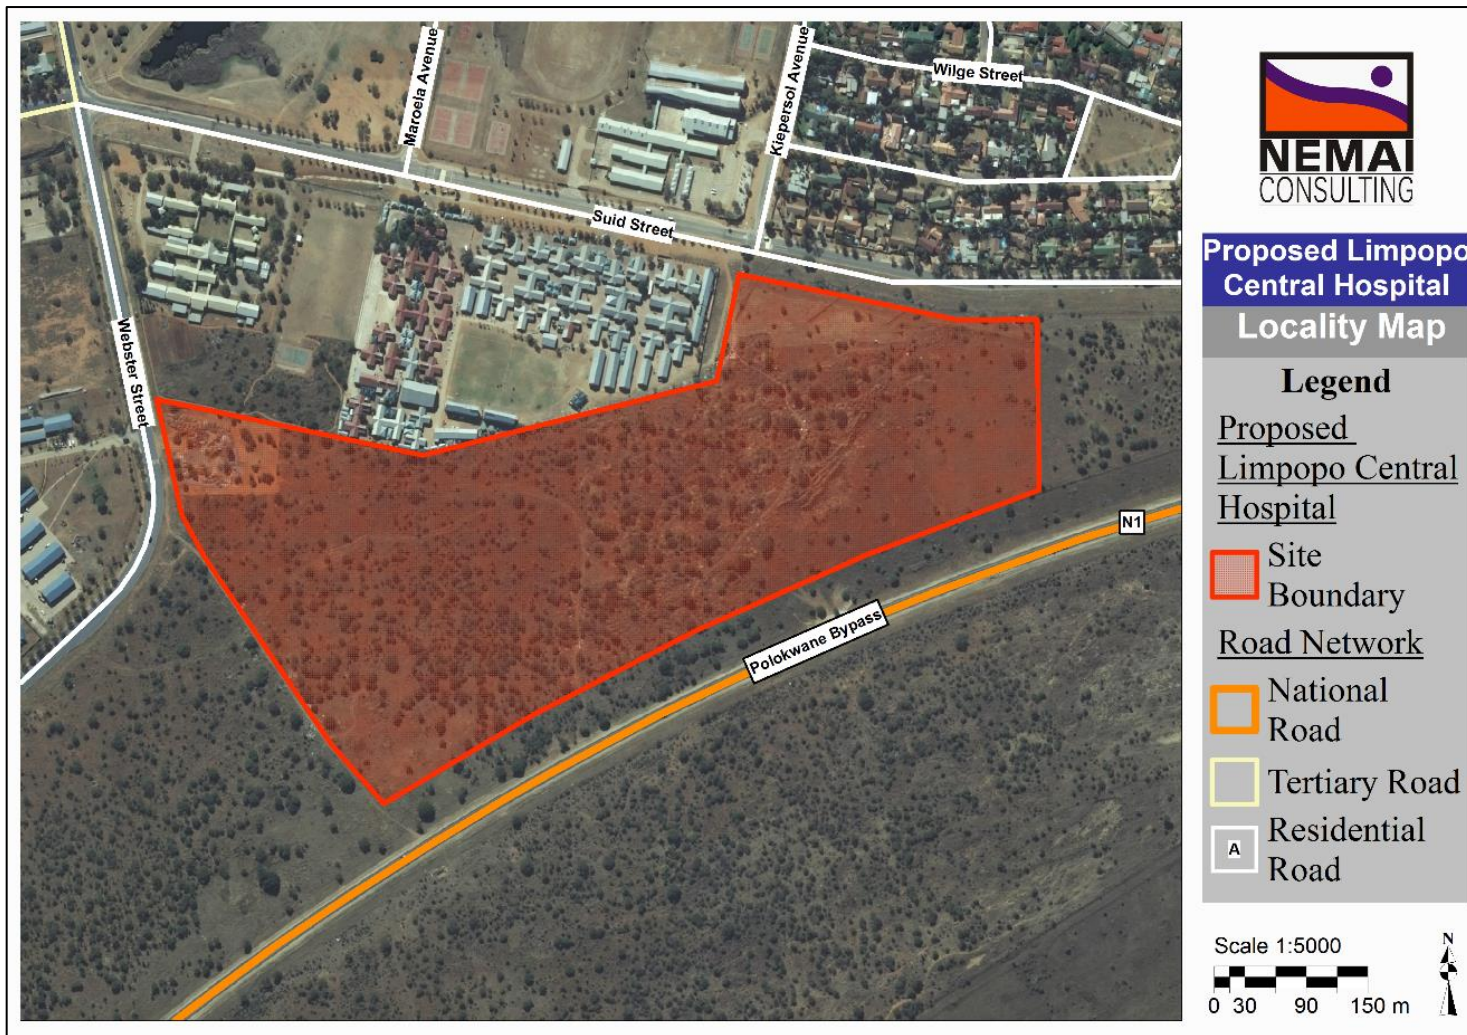 Maroela Avenue
Kiepersol Avenue
Wilge Street
Suid Street
Webster Street
N1
Polokwane Bypass
NEMAI
CONSULTING
Proposed Limpopo
Central Hospital
Locality Map
Legend
Proposed
Limpopo Central
Hospital
Site
Boundary
Road Network
National
Road
Tertiary Road
A
Residential
Road
Scale 1:5000
0 30 90 150 m
N